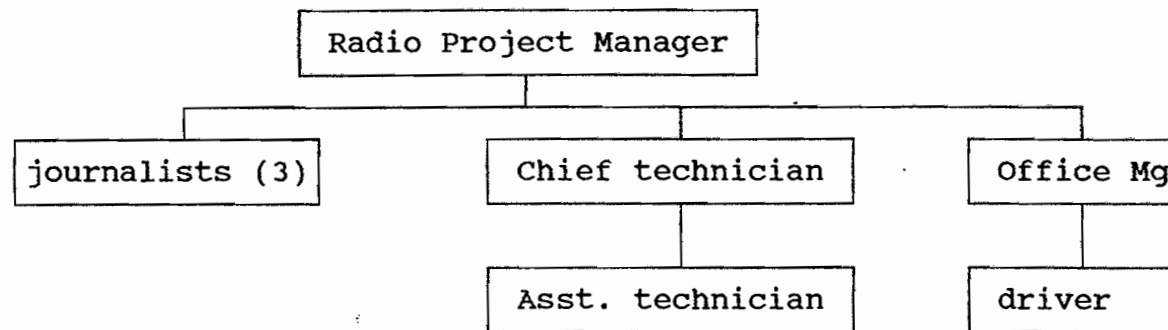 Radio Project Manager
journalists (3)
Chief technician
Office Mg
Asst. technician
driver